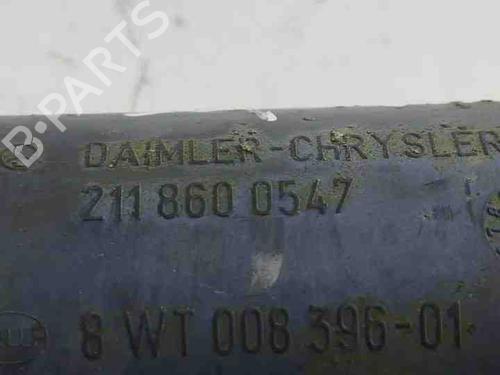 B-PARTS
DAIMLER-CHRYSLER
211 860 0547
8 WT 008 396-01